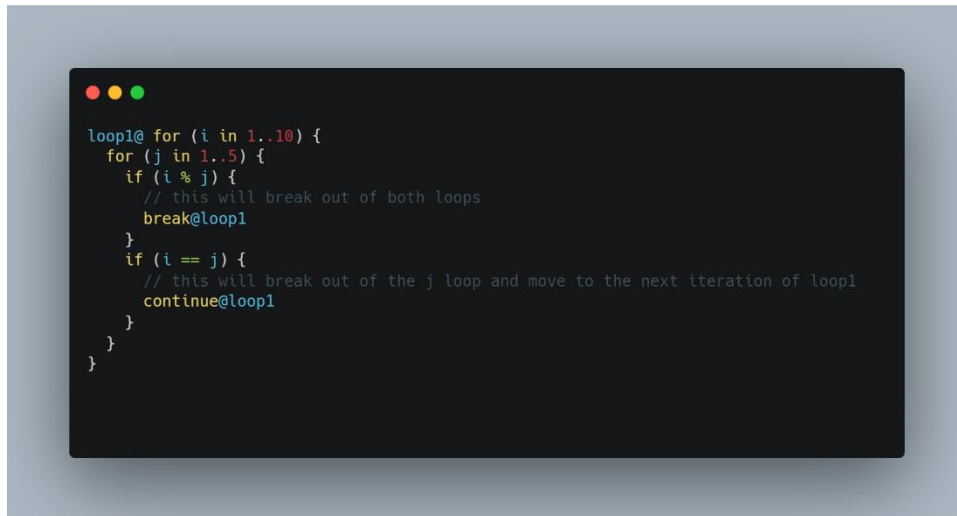 loop1@ for (i in 1..10) {
  for (j in 1..5) {
    if (i % j) {
      // this will break out of both loops
      break@loop1
    }
    if (i == j) {
      // this will break out of the j loop and move to the next iteration of loop1
      continue@loop1
    }
  }
}